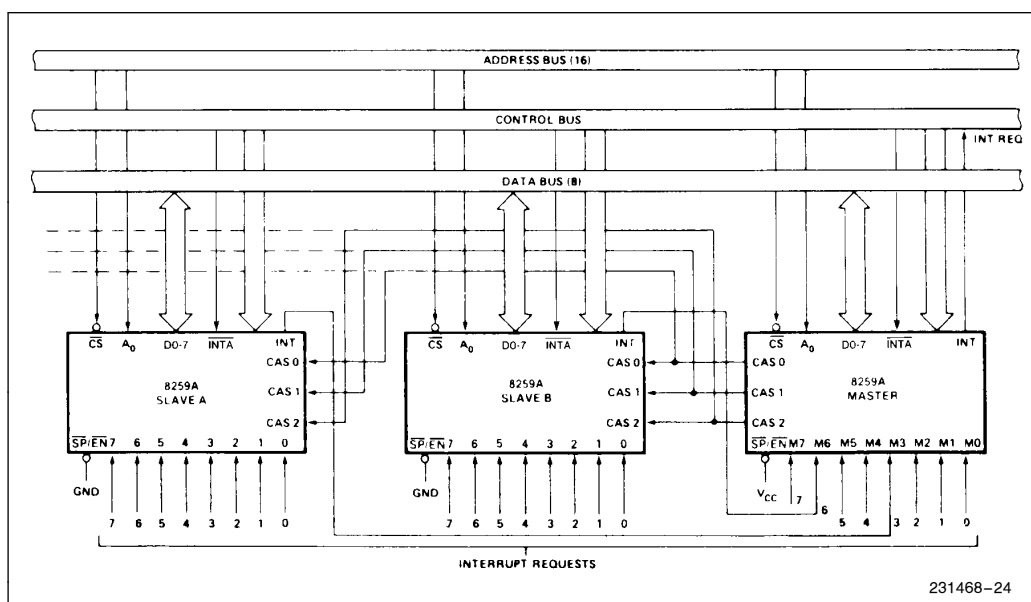 ADDRESS BUS (16)
CONTROL BUS
INT REQ
DATA BUS (8)
CS A0 D0-7 INTA INT
CAS 0
8259A
SLAVE A
CAS 1
CAS 2
SP/EN 7 6 5 4 3 2 1 0
GND
7 6 5 4 3 2 1 0
CS A0 D0-7 INTA INT
CAS 0
8259A
SLAVE B
CAS 1
CAS 2
SP/EN 7 6 5 4 3 2 1 0
GND
7 6 5 4 3 2 1 0
CS A0 D0-7 INTA INT
CAS 0
8259A
MASTER
CAS 1
CAS 2
SP/EN M7 M6 M5 M4 M3 M2 M1 M0
VCC
7 6 5 4 3 2 1 0
INTERRUPT REQUESTS
231468-24